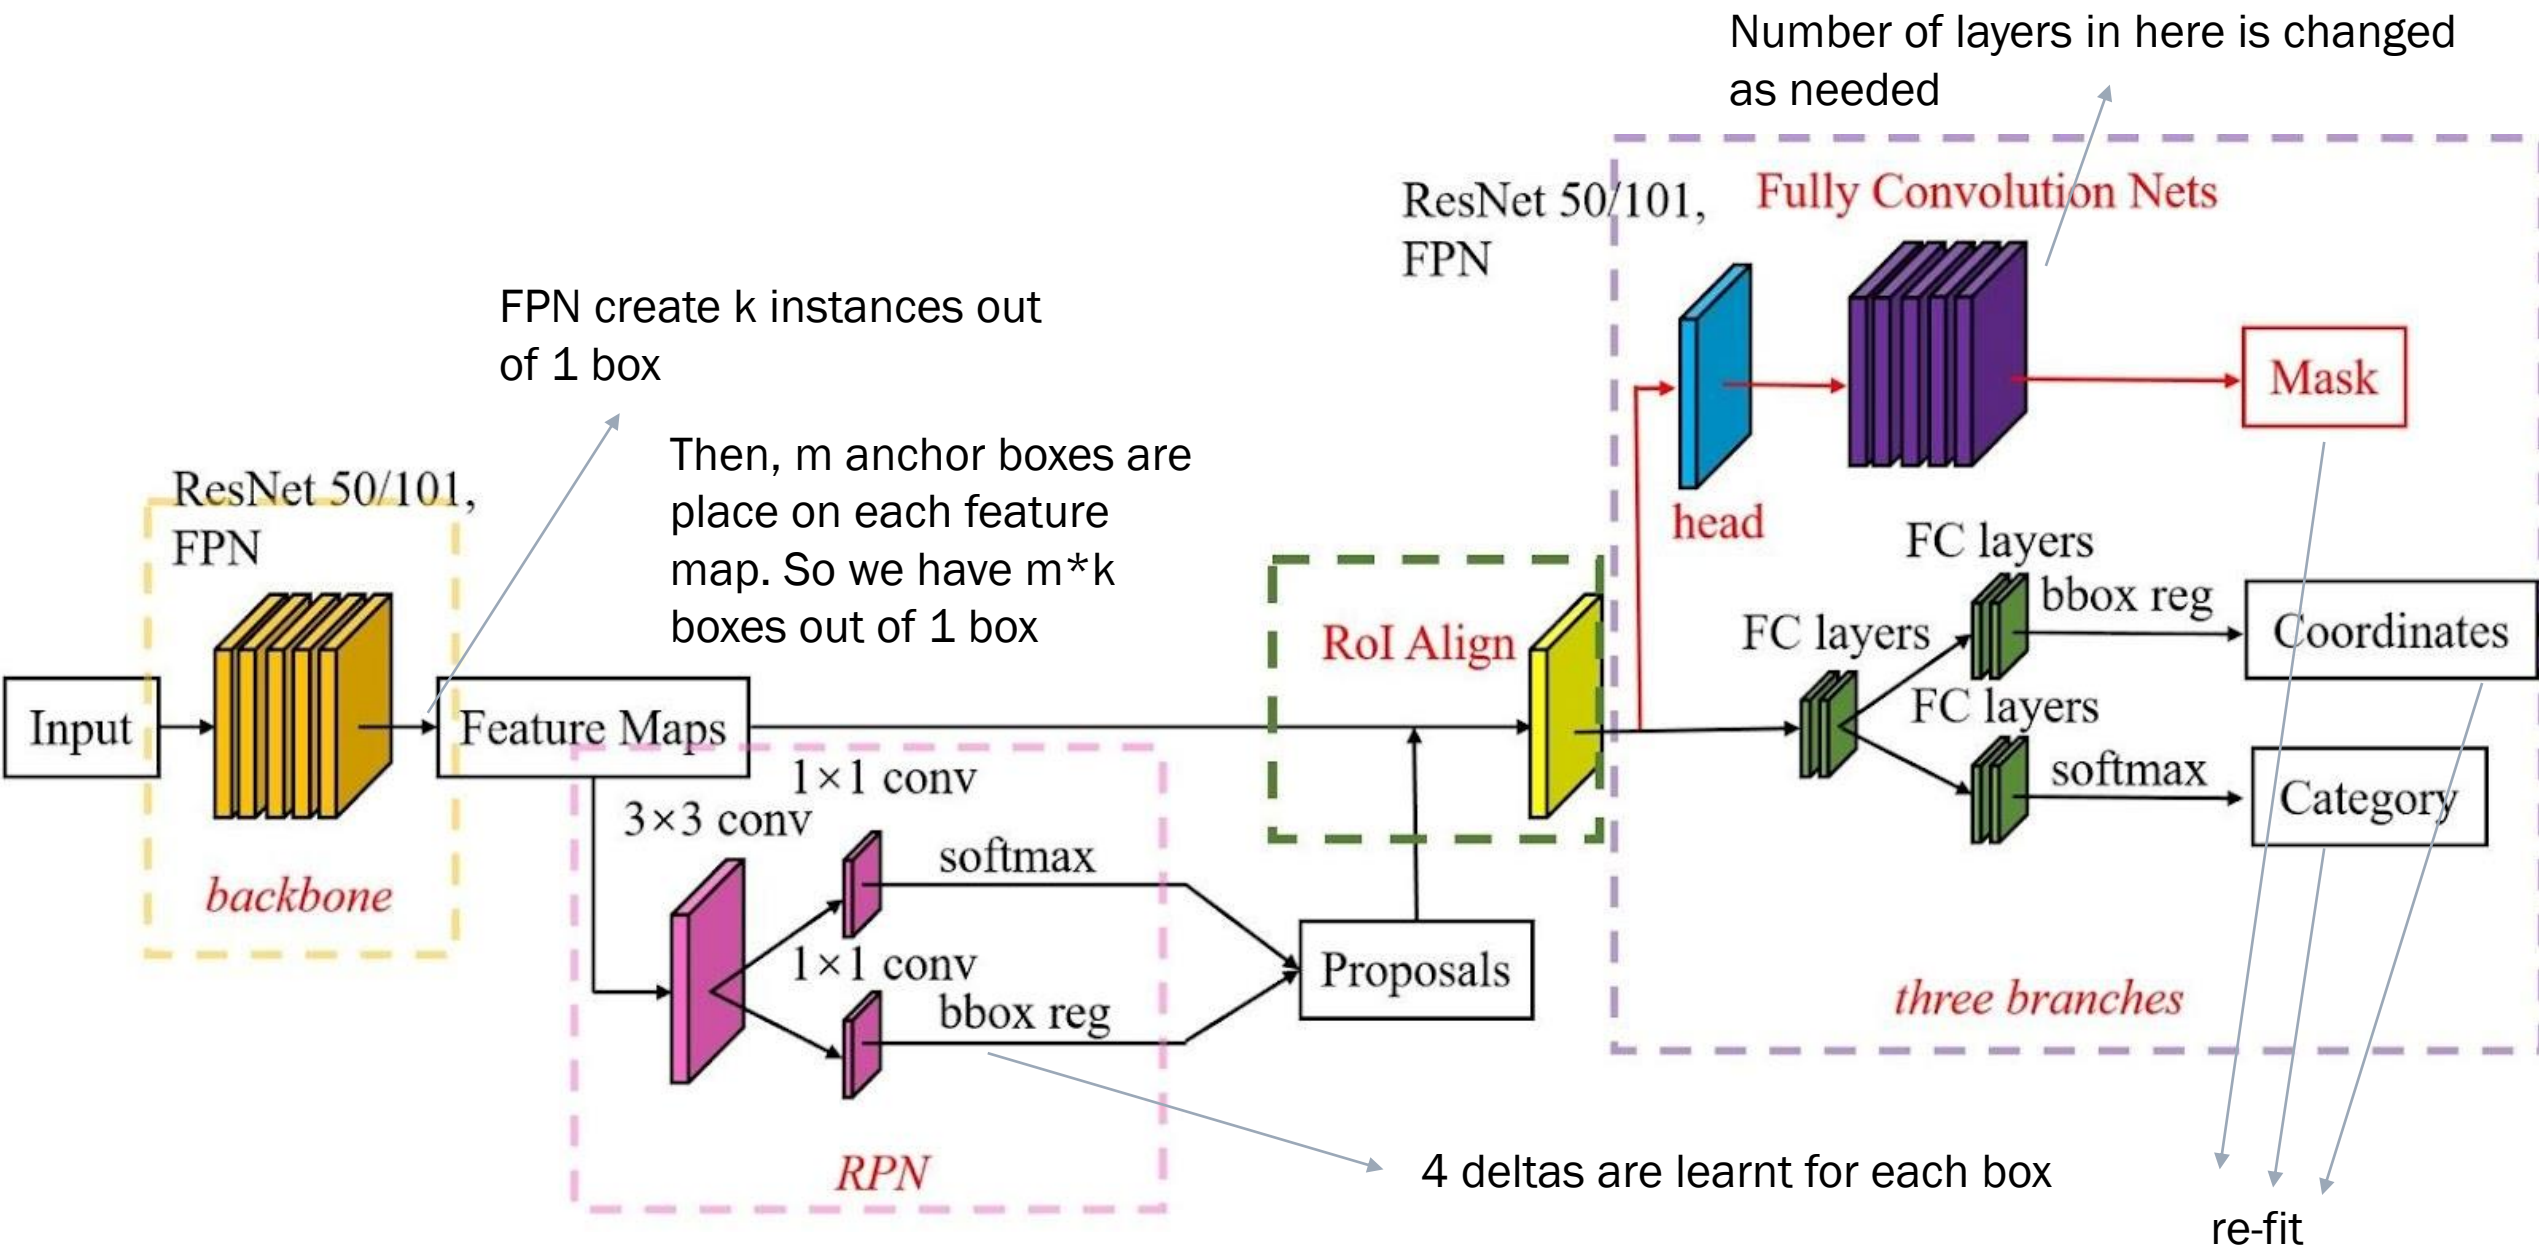 Number of layers in here is changed
as needed
ResNet 50/101,
FPN
Fully Convolution Nets
FPN create k instances out
of 1 box
Then, m anchor boxes are
place on each feature
map. So we have m*k
boxes out of 1 box
ResNet 50/101,
FPN
Mask
head
FC layers
bbox reg
Coordinates
FC layers
RoI Align
FC layers
softmax
Category
Input
Feature Maps
1×1 conv
3×3 conv
softmax
backbone
1×1 conv
bbox reg
Proposals
three branches
RPN
4 deltas are learnt for each box
re-fit